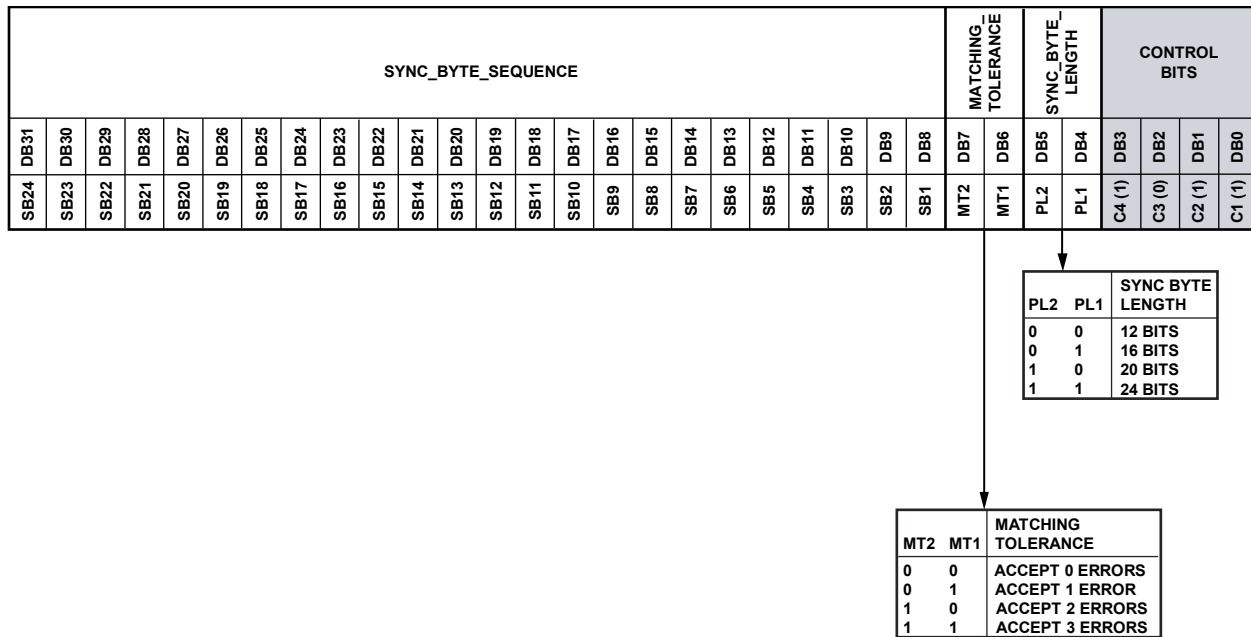 SYNC_BYTE_SEQUENCE
MATCHING_
TOLERANCE
SYNC_BYTE_
LENGTH
CONTROL
BITS
DB31 DB30 DB29 DB28 DB27 DB26 DB25 DB24 DB23 DB22 DB21 DB20 DB19 DB18 DB17 DB16 DB15 DB14 DB13 DB12 DB11 DB10 DB9 DB8 DB7 DB6 DB5 DB4 DB3 DB2 DB1 DB0
SB24 SB23 SB22 SB21 SB20 SB19 SB18 SB17 SB16 SB15 SB14 SB13 SB12 SB11 SB10 SB9 SB8 SB7 SB6 SB5 SB4 SB3 SB2 SB1 MT2 MT1 PL2 PL1 C4 (1) C3 (0) C2 (1) C1 (1)
SYNC BYTE
PL2 PL1 LENGTH
0 0 12 BITS
0 1 16 BITS
1 0 20 BITS
1 1 24 BITS
MATCHING
MT2 MT1 TOLERANCE
0 0 ACCEPT 0 ERRORS
0 1 ACCEPT 1 ERROR
1 0 ACCEPT 2 ERRORS
1 1 ACCEPT 3 ERRORS